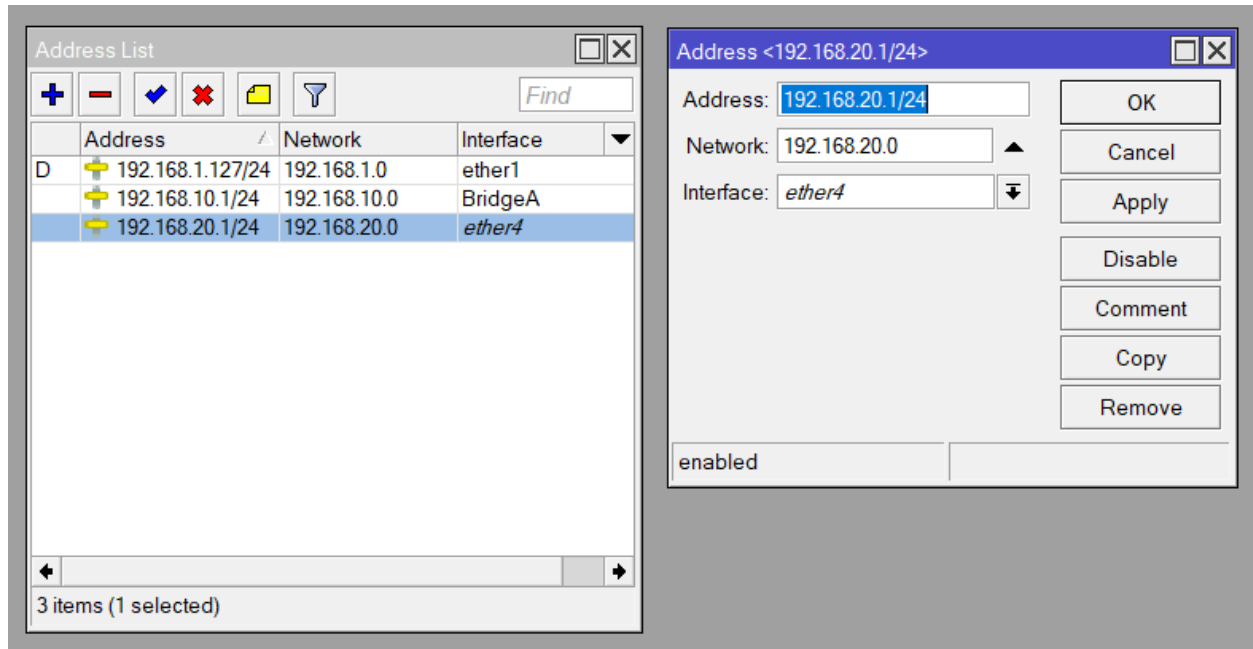 Address List
Find
Address Network Interface
D 192.168.1.127/24 192.168.1.0 ether1
192.168.10.1/24 192.168.10.0 BridgeA
192.168.20.1/24 192.168.20.0 ether4
3 items (1 selected)
Address <192.168.20.1/24>
Address: 192.168.20.1/24
Network: 192.168.20.0
Interface: ether4
OK
Cancel
Apply
Disable
Comment
Copy
Remove
enabled